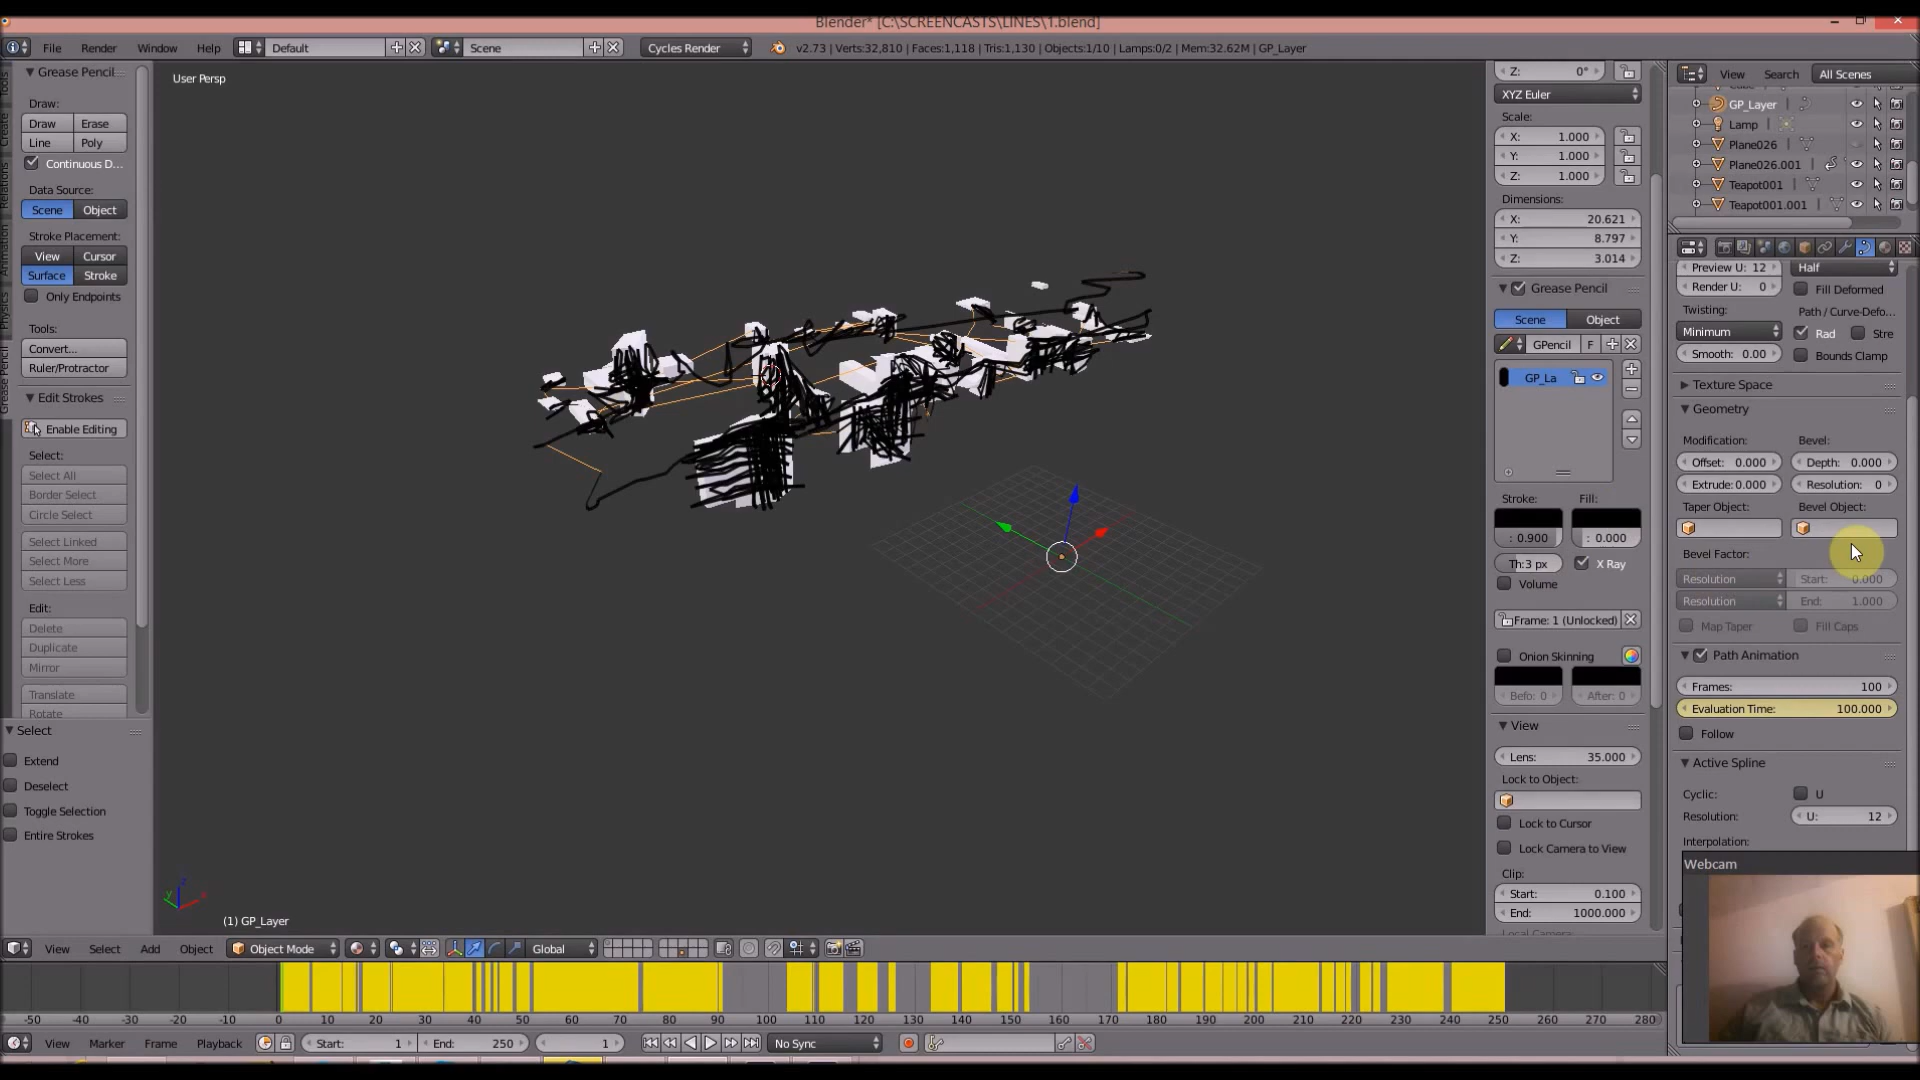 Blender* [C:\SCREENCASTS\LINES\1.blend]
File Render Window Help Default Scene Cycles Render v2.73 | Verts:32,810 | Faces:1,118 | Tris:1,130 | Objects:1/10 | Lamps:0/2 | Mem:32.62M | GP_Layer
Tools
Create
Relations
Animation
Physics
Grease Pencil
Grease Pencil
Draw:
Draw Erase
Line Poly
Continuous D...
Data Source:
Scene Object
Stroke Placement:
View Cursor
Surface Stroke
Only Endpoints
Tools:
Convert...
Ruler/Protractor
Edit Strokes
Enable Editing
Select:
Select All
Border Select
Circle Select
Select Linked
Select More
Select Less
Edit:
Delete
Duplicate
Mirror
Translate
Rotate
Select
Extend
Deselect
Toggle Selection
Entire Strokes
User Persp
(1) GP_Layer
Z: 0°
XYZ Euler
Scale:
X: 1.000
Y: 1.000
Z: 1.000
Dimensions:
X: 20.621
Y: 8.797
Z: 3.014
Grease Pencil
Scene Object
GPencil F
GP_La
Stroke: Fill:
: 0.900 : 0.000
Th:3 px X Ray
Volume
Frame: 1 (Unlocked)
Onion Skinning
Befo: 0 After: 0
View
Lens: 35.000
Lock to Object:
Lock to Cursor
Lock Camera to View
Clip:
Start: 0.100
End: 1000.000
View Search All Scenes
GP_Layer
Lamp
Plane026
Plane026.001
Teapot001
Teapot001.001
Preview U: 12 Half
Render U: 0 Fill Deformed
Twisting: Path / Curve-Defo...
Minimum Rad Stre
Smooth: 0.00 Bounds Clamp
Texture Space
Geometry
Modification: Bevel:
Offset: 0.000 Depth: 0.000
Extrude:0.000 Resolution: 0
Taper Object: Bevel Object:
Bevel Factor:
Resolution Start: 0.000
Resolution End: 1.000
Map Taper Fill Caps
Path Animation
Frames: 100
Evaluation Time: 100.000
Follow
Active Spline
Cyclic: U
Resolution: U: 12
Interpolation:
Webcam
View Select Add Object Object Mode Global
-50 -40 -30 -20 -10 0 10 20 30 40 50 60 70 80 90 100 110 120 130 140 150 160 170 180 190 200 210 220 230 240 250 260 270 280
View Marker Frame Playback Start: 1 End: 250 1 No Sync